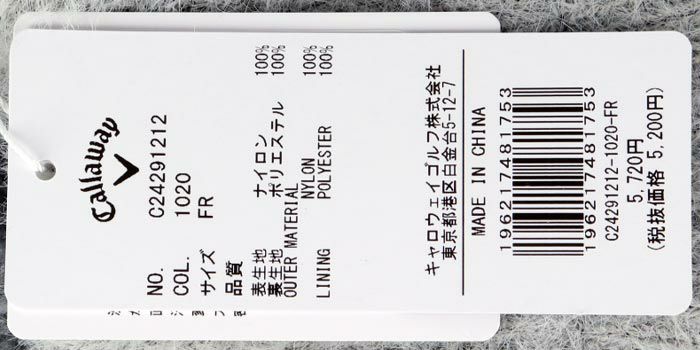 Callaway
NO. C24291212
COL. 1020
サイズ FR
品質
表生地 ナイロン 100%
裏生地 ポリエステル 100%
OUTER MATERIAL NYLON 100%
LINING POLYESTER 100%
キャロウェイゴルフ株式会社
東京都港区白金台5-12-7
MADE IN CHINA
196217481753
196217481753
C24291212-1020-FR
5,720円
(税抜価格 5,200円)